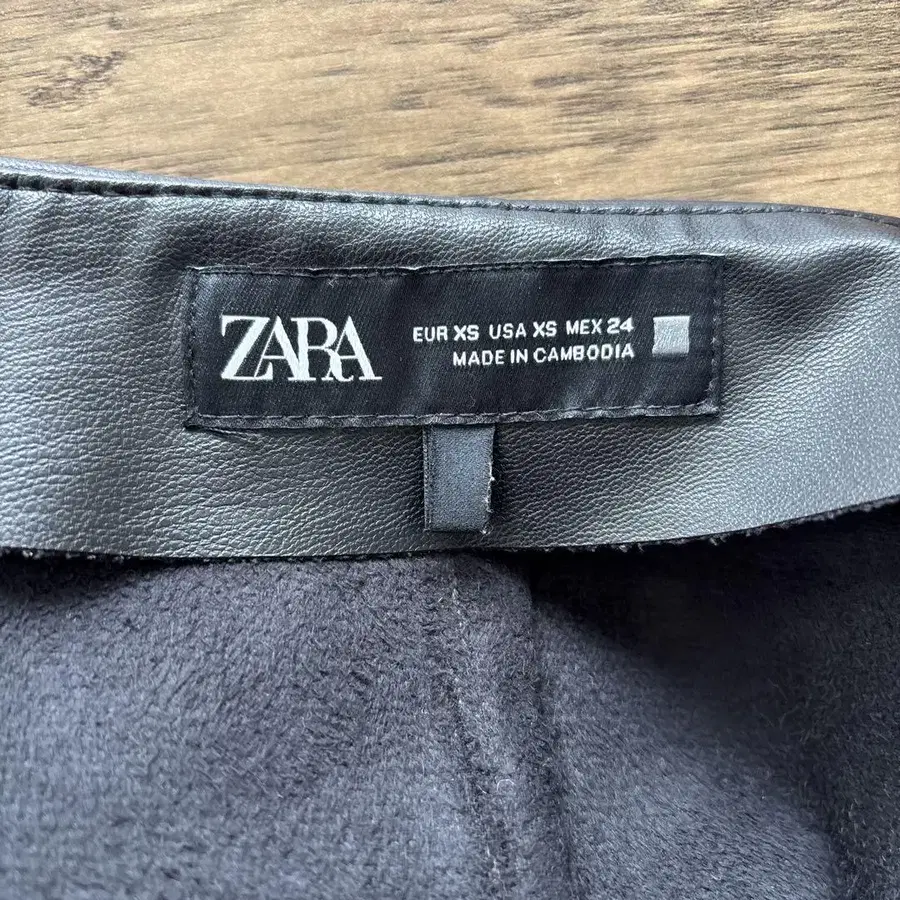 ZARA
EUR XS USA XS MEX 24
MADE IN CAMBODIA